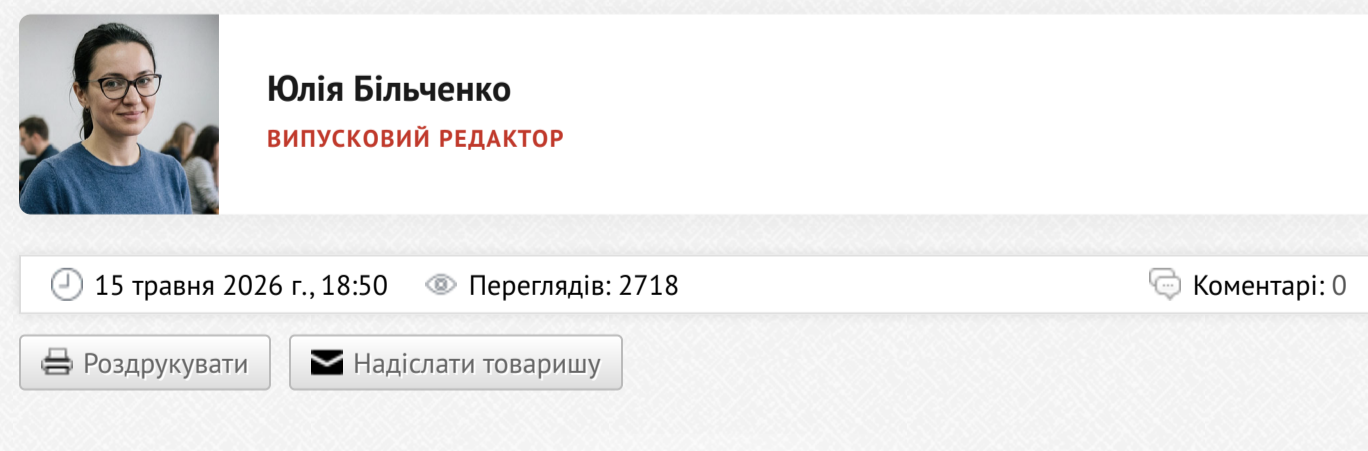 Юлія Більченко
ВИПУСКОВИЙ РЕДАКТОР
15 травня 2026 г., 18:50 Переглядів: 2718 Коментарі: 0
Роздрукувати Надіслати товаришу